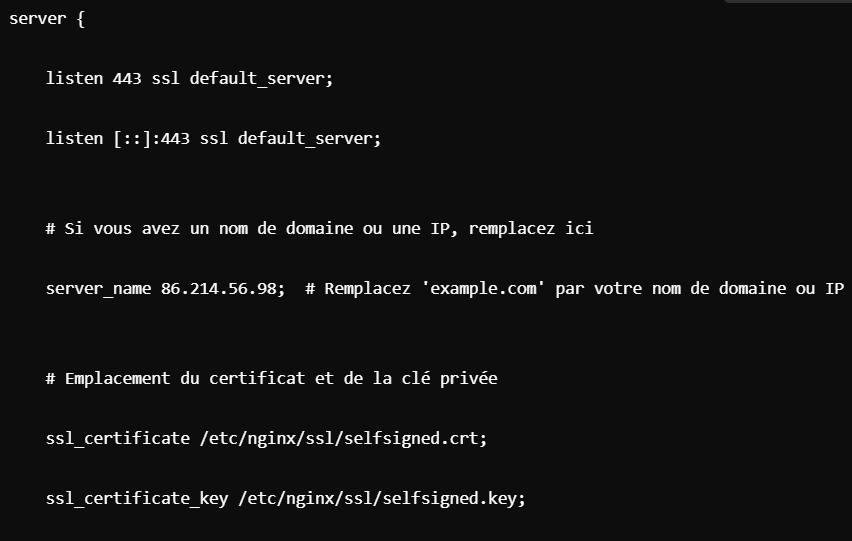 server {
listen 443 ssl default_server;
listen [::]:443 ssl default_server;
# Si vous avez un nom de domaine ou une IP, remplacez ici
server_name 86.214.56.98;  # Remplacez 'example.com' par votre nom de domaine ou IP
# Emplacement du certificat et de la clé privée
ssl_certificate /etc/nginx/ssl/selfsigned.crt;
ssl_certificate_key /etc/nginx/ssl/selfsigned.key;